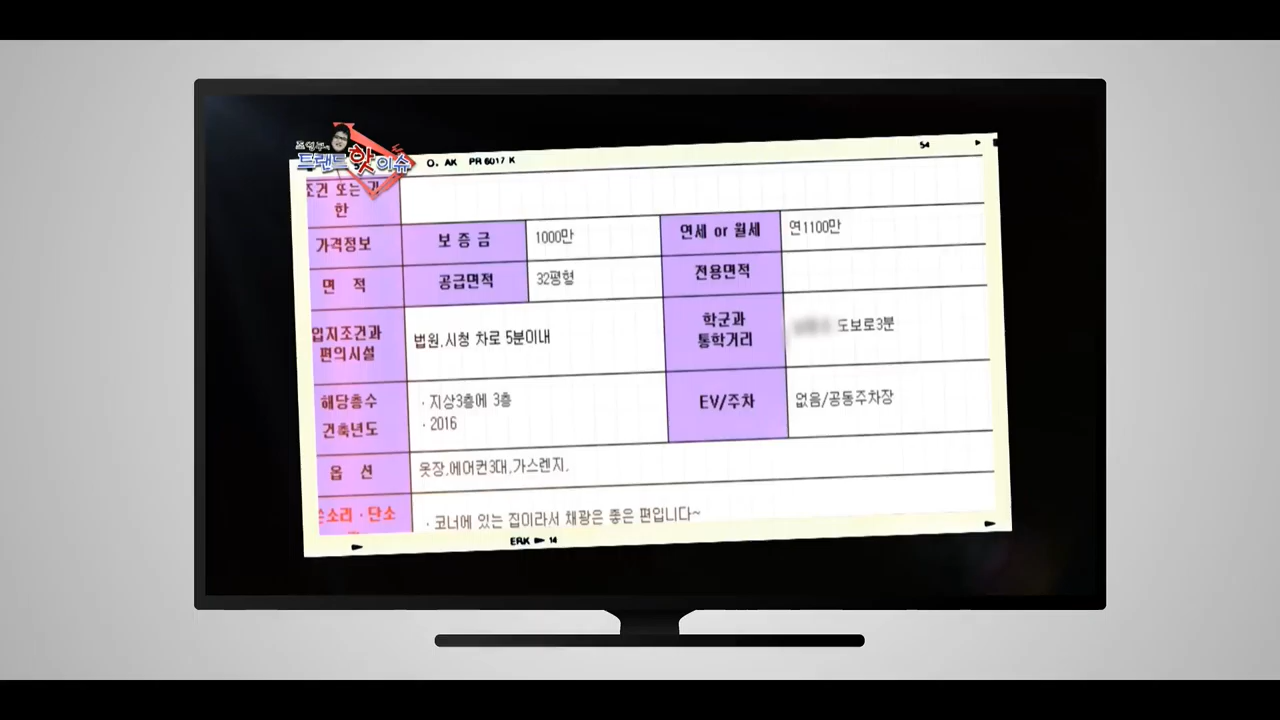 트랜드 핫이슈
O. AK PR 6017 K
54
조건 또는
한
가격정보 보 증 금 1000만 연세 or 월세 연1100만
면 적 공급면적 32평형 전용면적
입지조건과
편의시설
법원.시청 차로 5분이내
학군과
통학거리
도보로3분
해당층수
건축년도
· 지상3층에 3층
· 2016
EV/주차 없음/공동주차장
옵 션 옷장,에어컨3대,가스렌지,
쓴소리 · 단소
· 코너에 있는 집이라서 채광은 좋은 편입니다~
ERK 14